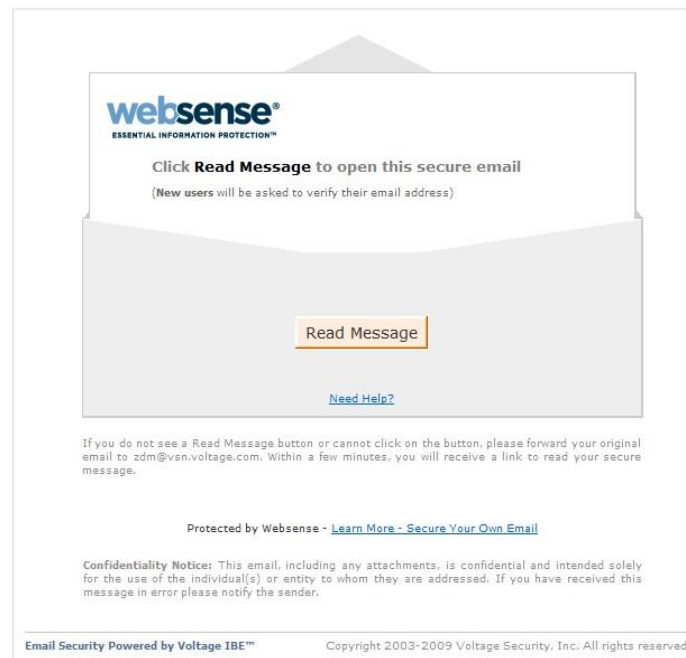 websense®
ESSENTIAL INFORMATION PROTECTION™
Click Read Message to open this secure email
(New users will be asked to verify their email address)
Read Message
Need Help?
If you do not see a Read Message button or cannot click on the button, please forward your original
email to zdm@vsn.voltage.com. Within a few minutes, you will receive a link to read your secure
message.
Protected by Websense - Learn More - Secure Your Own Email
Confidentiality Notice: This email, including any attachments, is confidential and intended solely
for the use of the individual(s) or entity to whom they are addressed. If you have received this
message in error please notify the sender.
Email Security Powered by Voltage IBE™ Copyright 2003-2009 Voltage Security, Inc. All rights reserved